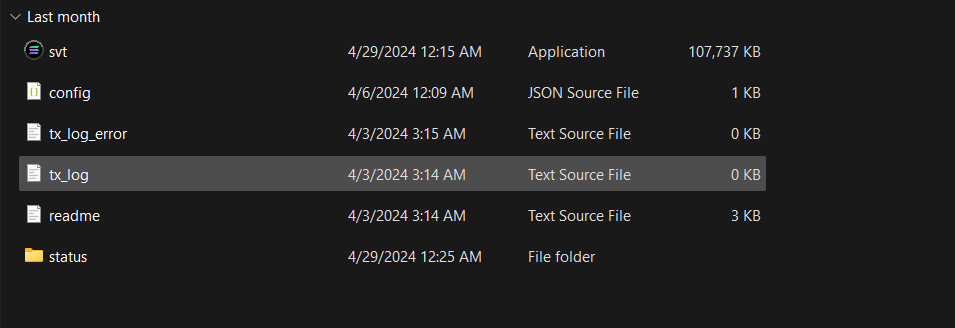 Last month
svt 4/29/2024 12:15 AM Application 107,737 KB
config 4/6/2024 12:09 AM JSON Source File 1 KB
tx_log_error 4/3/2024 3:15 AM Text Source File 0 KB
tx_log 4/3/2024 3:14 AM Text Source File 0 KB
readme 4/3/2024 3:14 AM Text Source File 3 KB
status 4/29/2024 12:25 AM File folder